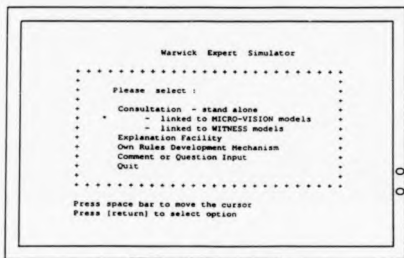 Warwick Expert Simulator
Please select :
Consultation - stand alone
* - linked to MICRO-VISION models
- linked to WITNESS models
Explanation Facility
Own Rules Development Mechanism
Comment or Question Input
Quit
Press space bar to move the cursor
Press [return] to select option